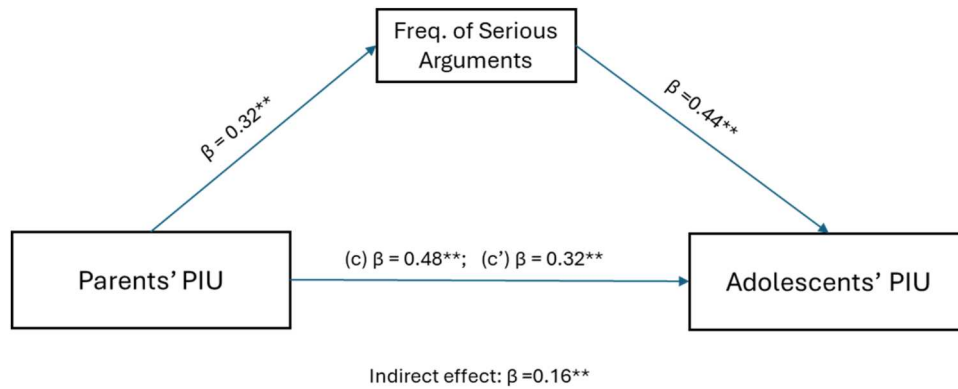 Freq. of Serious
Arguments
β = 0.32**
β =0.44**
(c) β = 0.48**; (c’) β = 0.32**
Parents’ PIU
Adolescents’ PIU
Indirect effect: β =0.16**